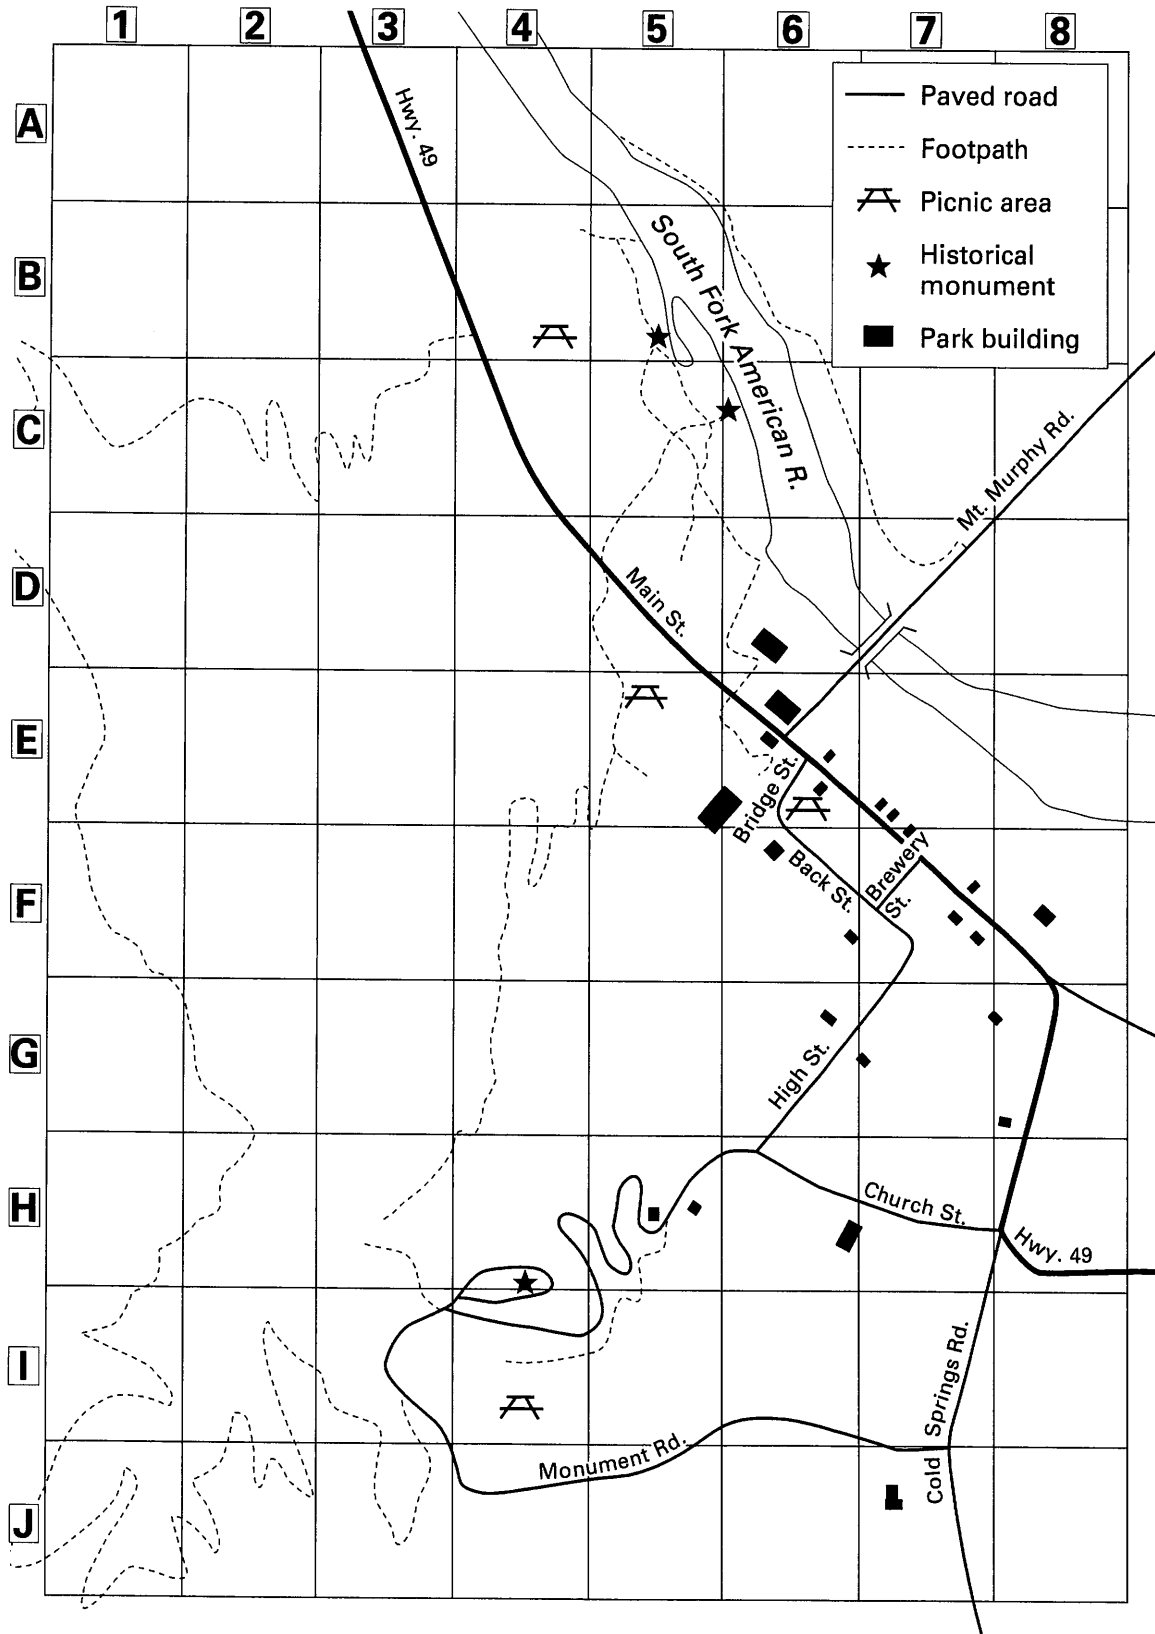 1 2 3 4 5 6 7 8
A
B
C
D
E
F
G
H
I
J
Paved road
Footpath
Picnic area
Historical
monument
Park building
Hwy. 49
South Fork American R.
Mt. Murphy Rd.
Main St.
Bridge St.
Back St.
Brewery
St.
High St.
Church St.
Hwy. 49
Cold Springs Rd.
Monument Rd.